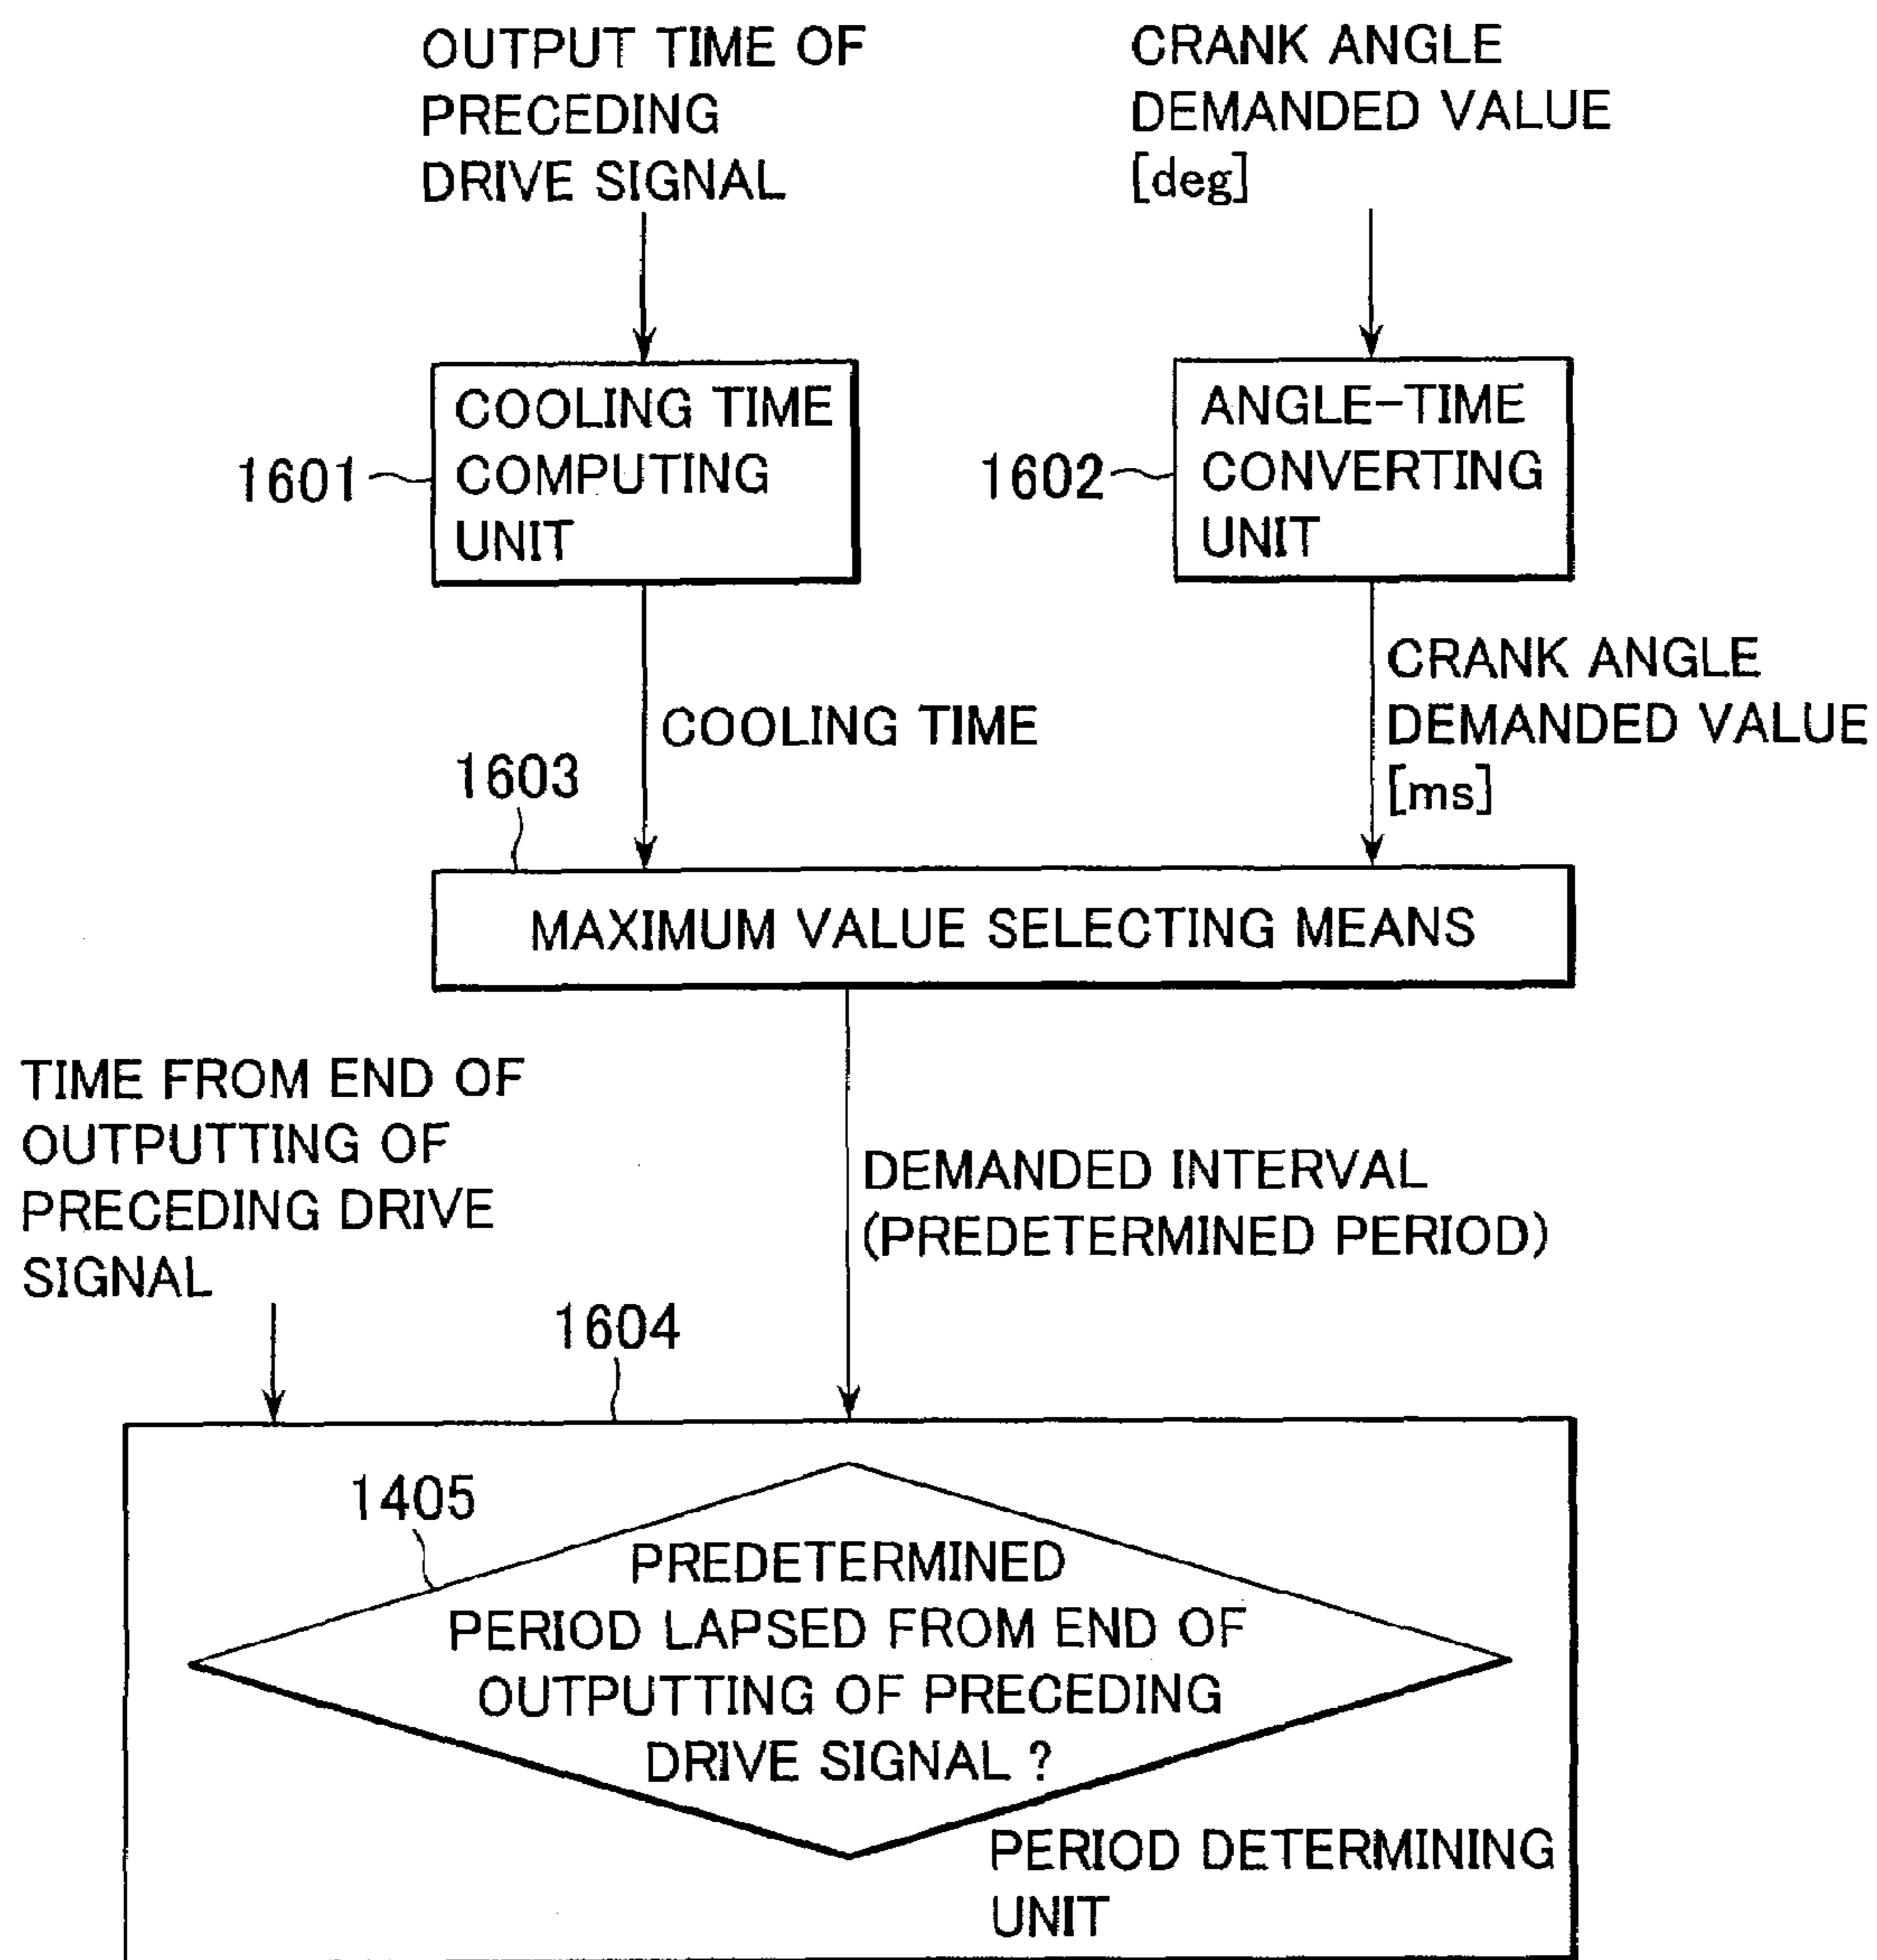 OUTPUT TIME OF
PRECEDING
DRIVE SIGNAL
CRANK ANGLE
DEMANDED VALUE
[deg]
1601
COOLING TIME
COMPUTING
UNIT
1602
ANGLE-TIME
CONVERTING
UNIT
COOLING TIME
CRANK ANGLE
DEMANDED VALUE
[ms]
1603
MAXIMUM VALUE SELECTING MEANS
TIME FROM END OF
OUTPUTTING OF
PRECEDING DRIVE
SIGNAL
DEMANDED INTERVAL
(PREDETERMINED PERIOD)
1604
1405
PREDETERMINED
PERIOD LAPSED FROM END OF
OUTPUTTING OF PRECEDING
DRIVE SIGNAL ?
PERIOD DETERMINING
UNIT